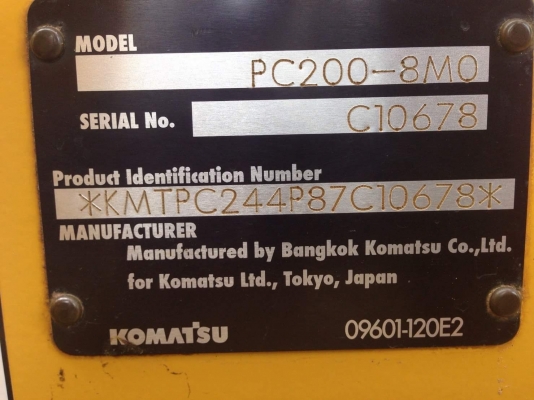 MODEL
PC200-8M0
SERIAL No.
C10678
Product Identification Number
*KMTPC244P87C10678*
MANUFACTURER
Manufactured by Bangkok Komatsu Co.,Ltd.
for Komatsu Ltd., Tokyo, Japan
KOMATSU
09601-120E2